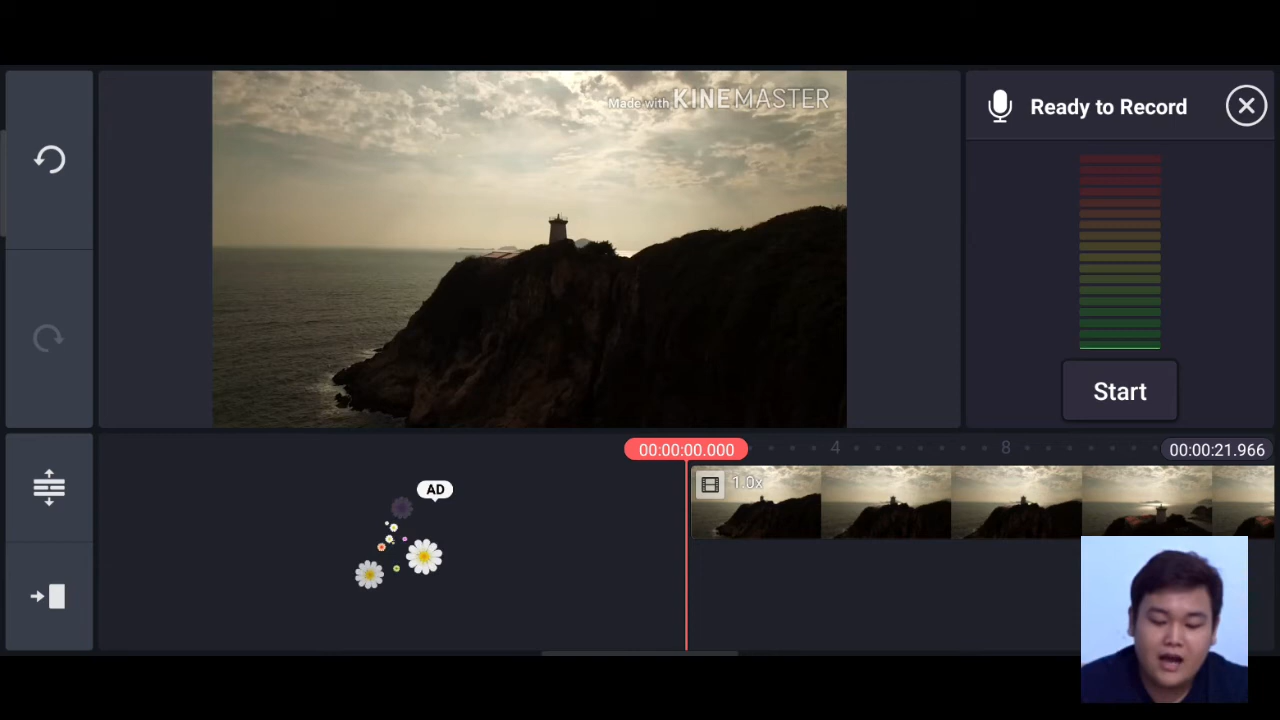 Made with KINEMASTER
Ready to Record
Start
00:00:00.000
4
8
00:00:21.966
1.0x
AD